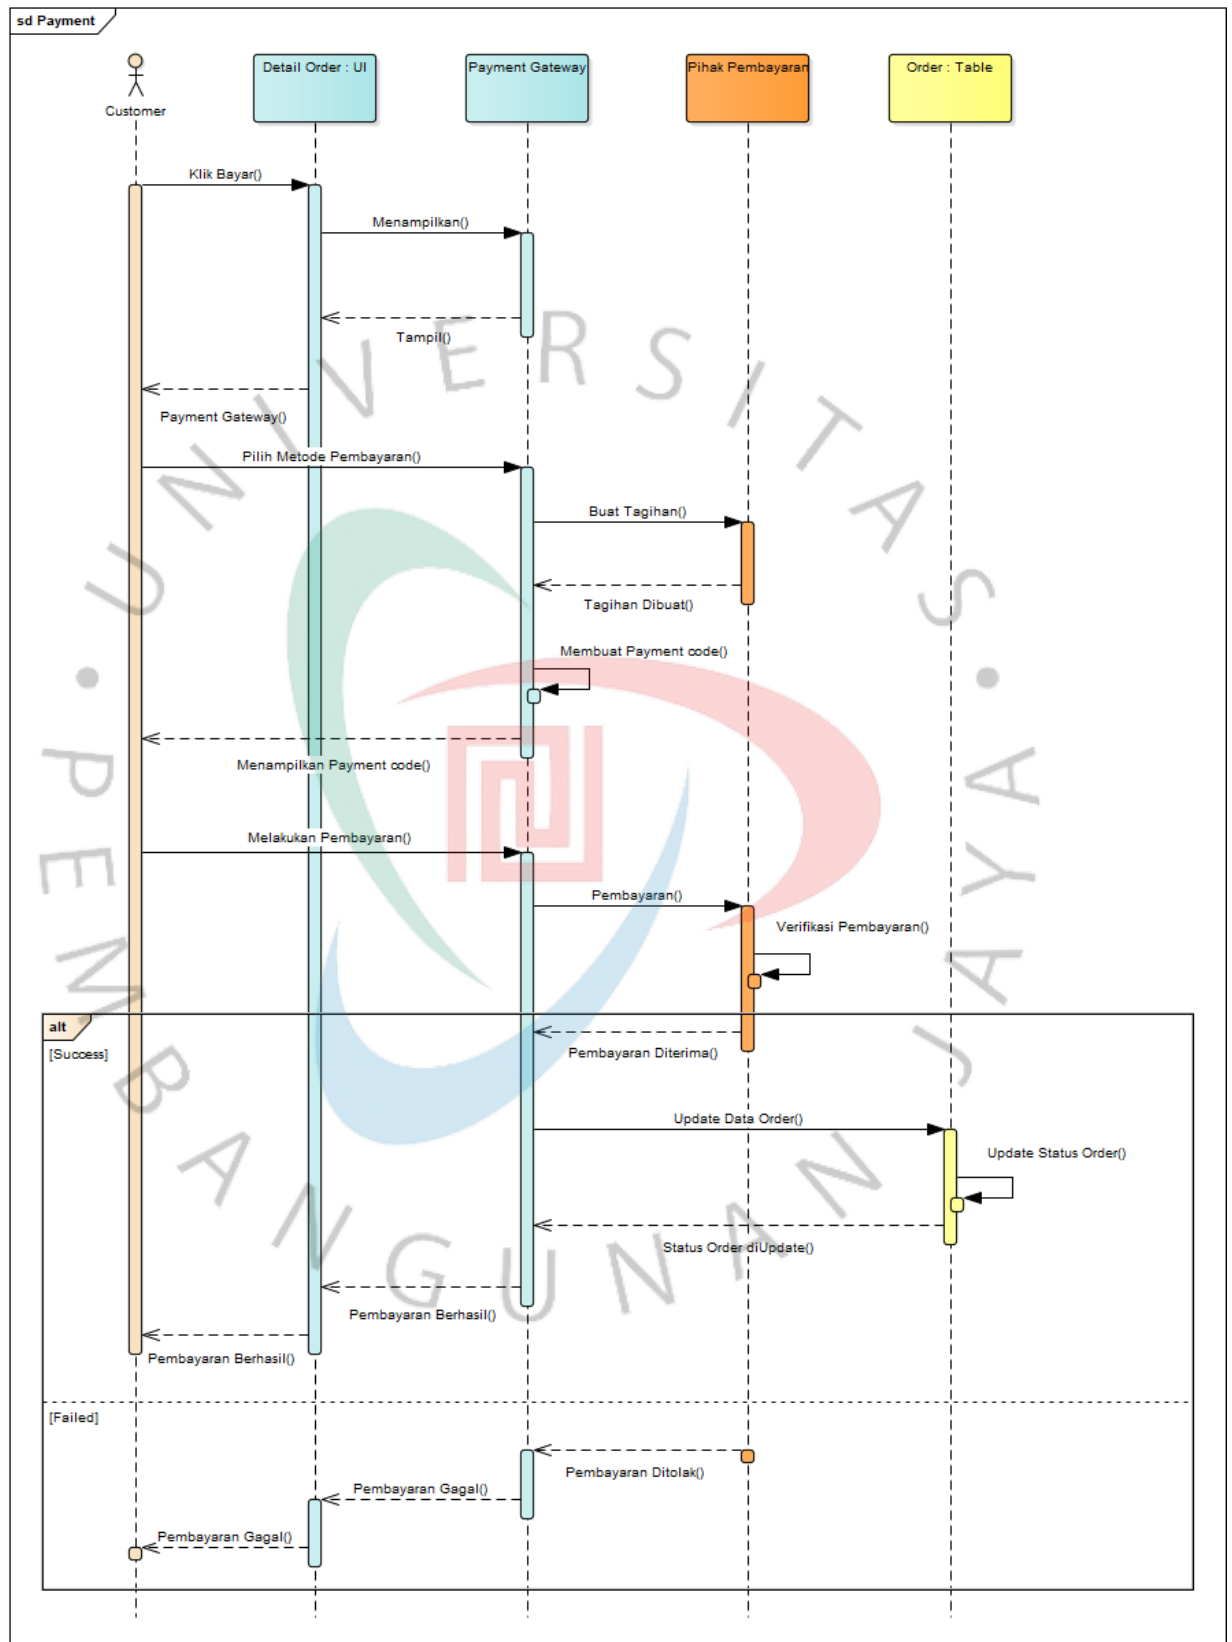 sd Payment
Customer
Detail Order : UI
Payment Gateway
Pihak Pembayaran
Order : Table
Klik Bayar()
Menampilkan()
Tampil()
Payment Gateway()
Pilih Metode Pembayaran()
Buat Tagihan()
Tagihan Dibuat()
Membuat Payment code()
Menampilkan Payment code()
Melakukan Pembayaran()
Pembayaran()
Verifikasi Pembayaran()
alt
[Success]
Pembayaran Diterima()
Update Data Order()
Update Status Order()
Status Order diUpdate()
Pembayaran Berhasil()
Pembayaran Berhasil()
[Failed]
Pembayaran Ditolak()
Pembayaran Gagal()
Pembayaran Gagal()
UNIVERSITAS
PEMBANGUNAN JAYA